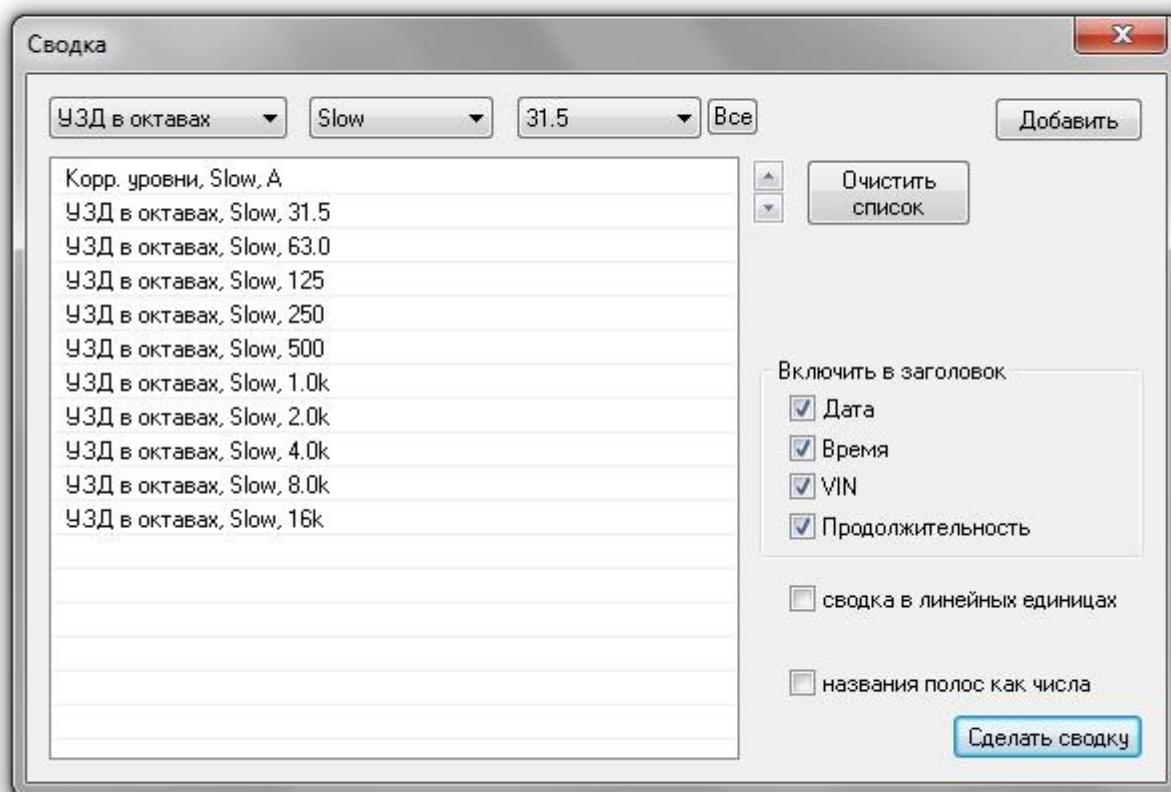 Сводка
УЗД в октавах Slow 31.5 Все Добавить
Корр. уровни, Slow, A
УЗД в октавах, Slow, 31.5
УЗД в октавах, Slow, 63.0
УЗД в октавах, Slow, 125
УЗД в октавах, Slow, 250
УЗД в октавах, Slow, 500
УЗД в октавах, Slow, 1.0k
УЗД в октавах, Slow, 2.0k
УЗД в октавах, Slow, 4.0k
УЗД в октавах, Slow, 8.0k
УЗД в октавах, Slow, 16k
Очистить
список
Включить в заголовок
Дата
Время
VIN
Продолжительность
сводка в линейных единицах
названия полос как числа
Сделать сводку